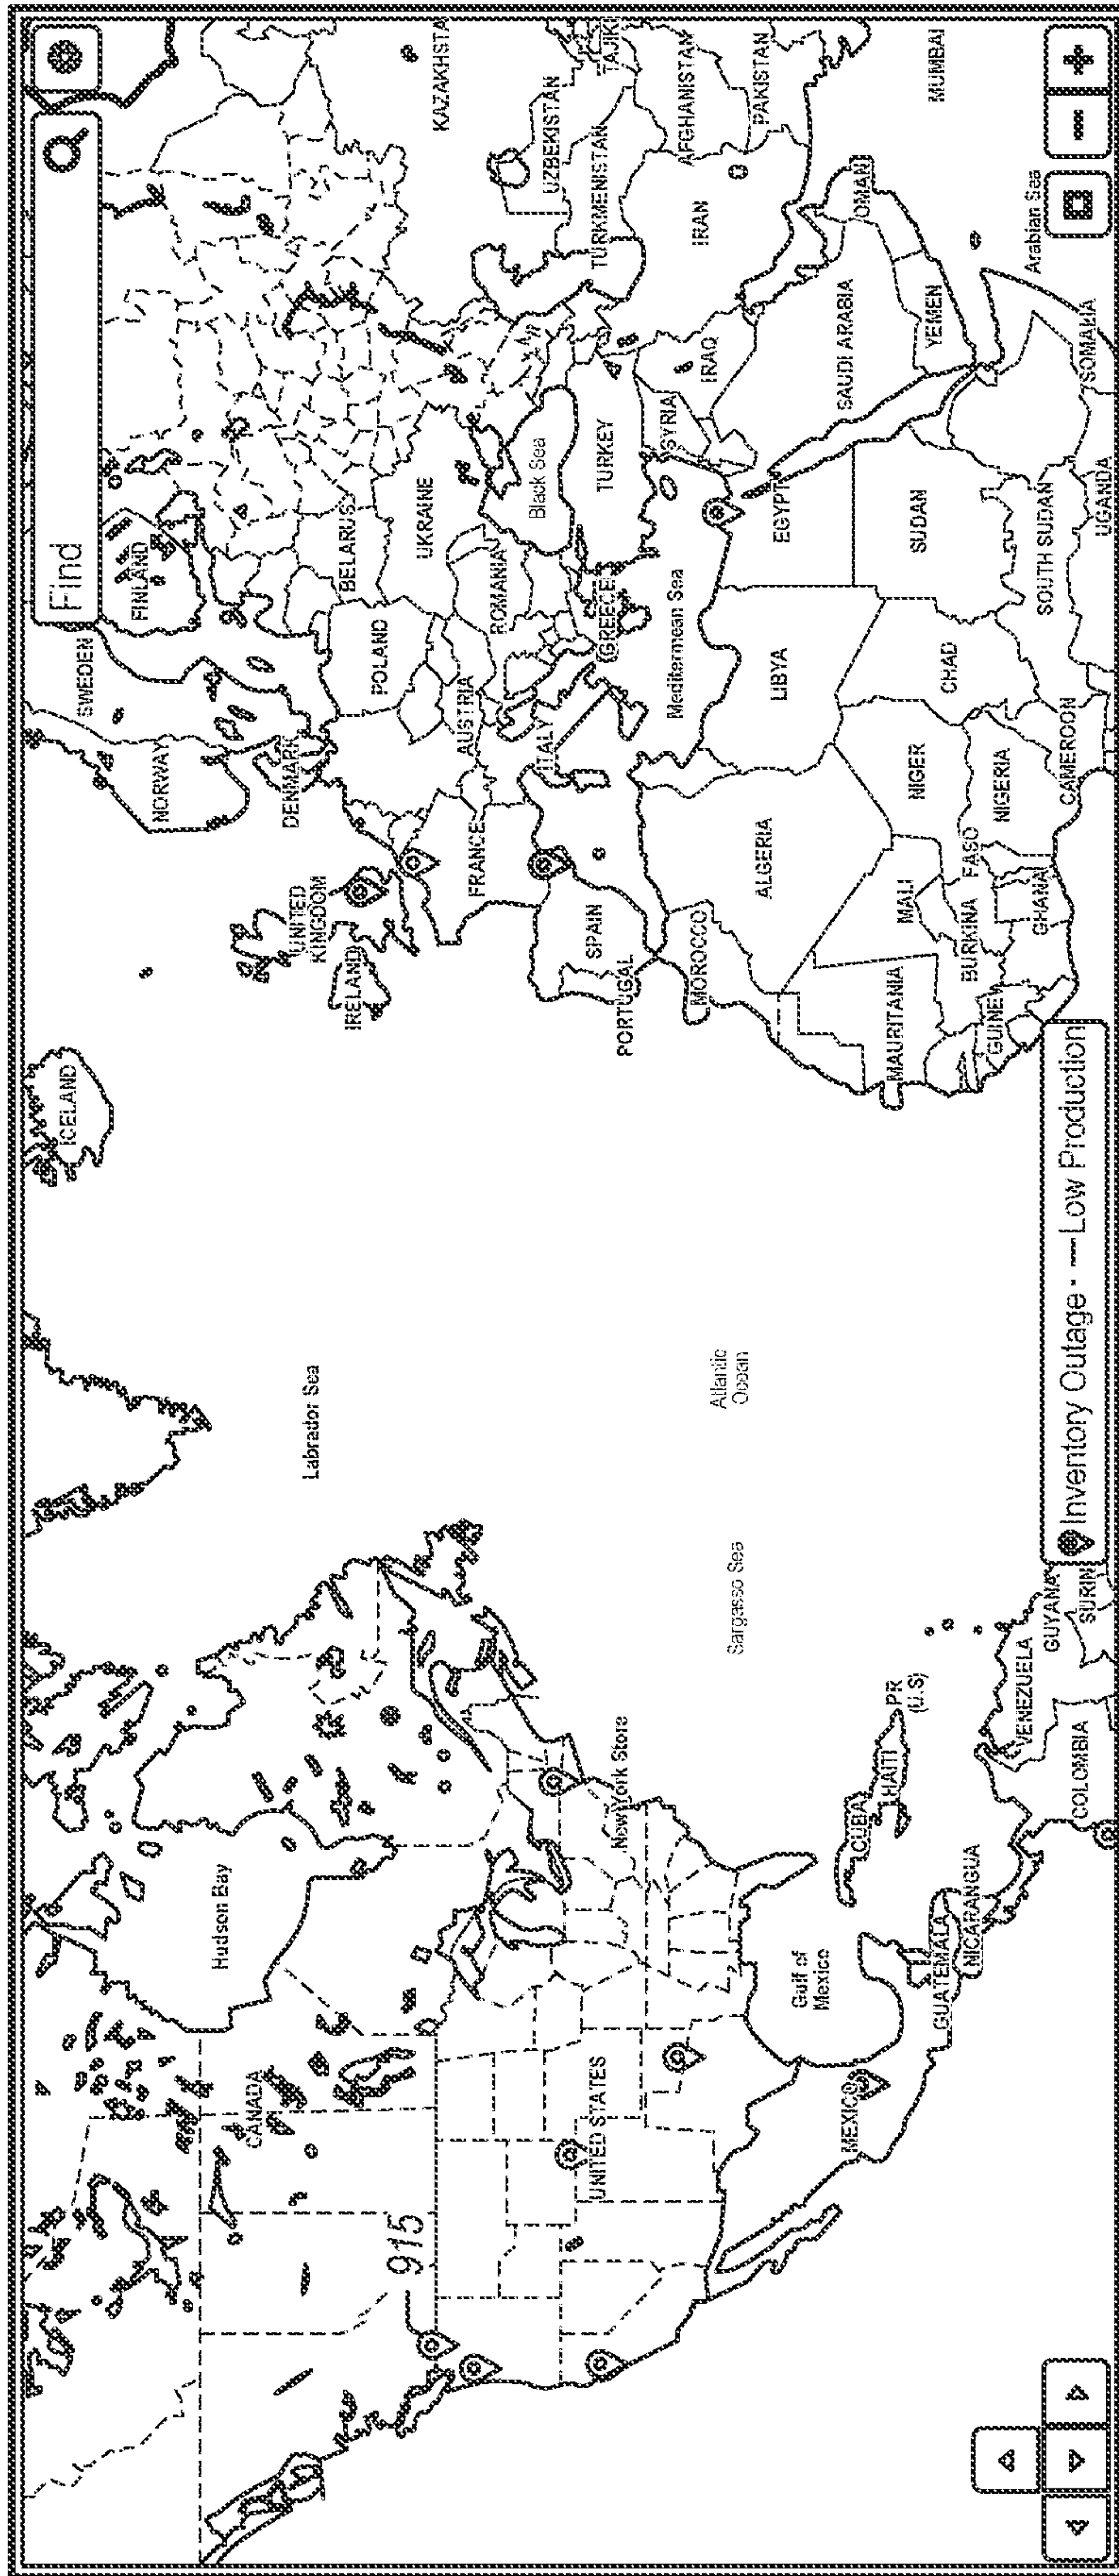 Find
SWEDEN
FINLAND
ICELAND
NORWAY
DENMARK
Hudson Bay
Labrador Sea
CANADA
UNITED
KINGDOM
IRELAND
POLAND
BELARUS
UKRAINE
KAZAKHSTA
915
FRANCE
AUSTRIA
ROMANIA
Black Sea
UZBEKISTAN
TURKMENISTAN
TAJIKI
ITALY
SPAIN
PORTUGAL
GREECE
TURKEY
UNITED STATES
New York Store
Sargasso Sea
Atlantic
Ocean
Meditermean Sea
SYRIA
IRAQ
IRAN
AFGHANISTAN
PAKISTAN
MOROCCO
ALGERIA
LIBYA
EGYPT
Gulf of
Mexico
MEXICO
CUBA
HAITI
PR
(U.S)
SAUDI ARABIA
OMAN
MUMBAI
MAURITANIA
MALI
NIGER
CHAD
SUDAN
YEMEN
GUATEMALA
NICARANGUA
BURKINA FASO
GUINEA
NIGERIA
GHANA
CAMEROON
SOUTH SUDAN
UGANDA
SOMALIA
Arabian Sea
VENEZUELA
GUYANA
SURIN
COLOMBIA
Inventory Outage · — Low Production